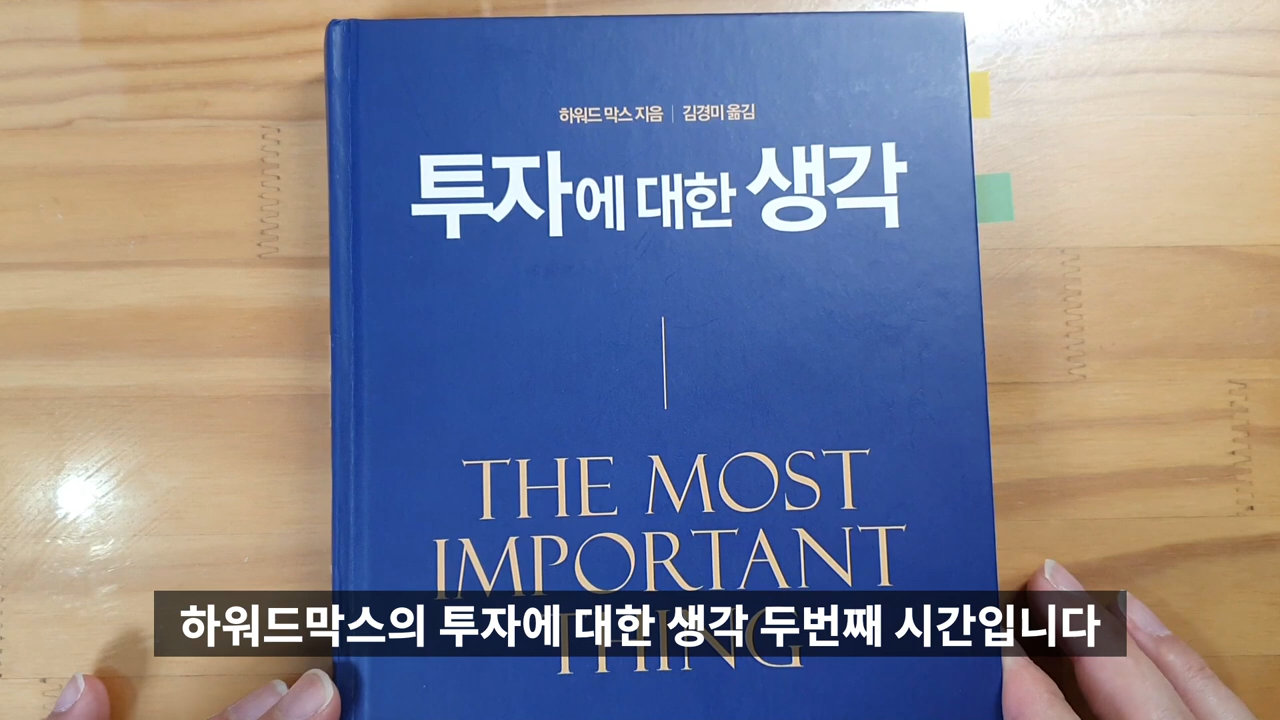 하워드 막스 지음 | 김경미 옮김
투자에 대한 생각
THE MOST
IMPORTANT
THING
하워드막스의 투자에 대한 생각 두번째 시간입니다